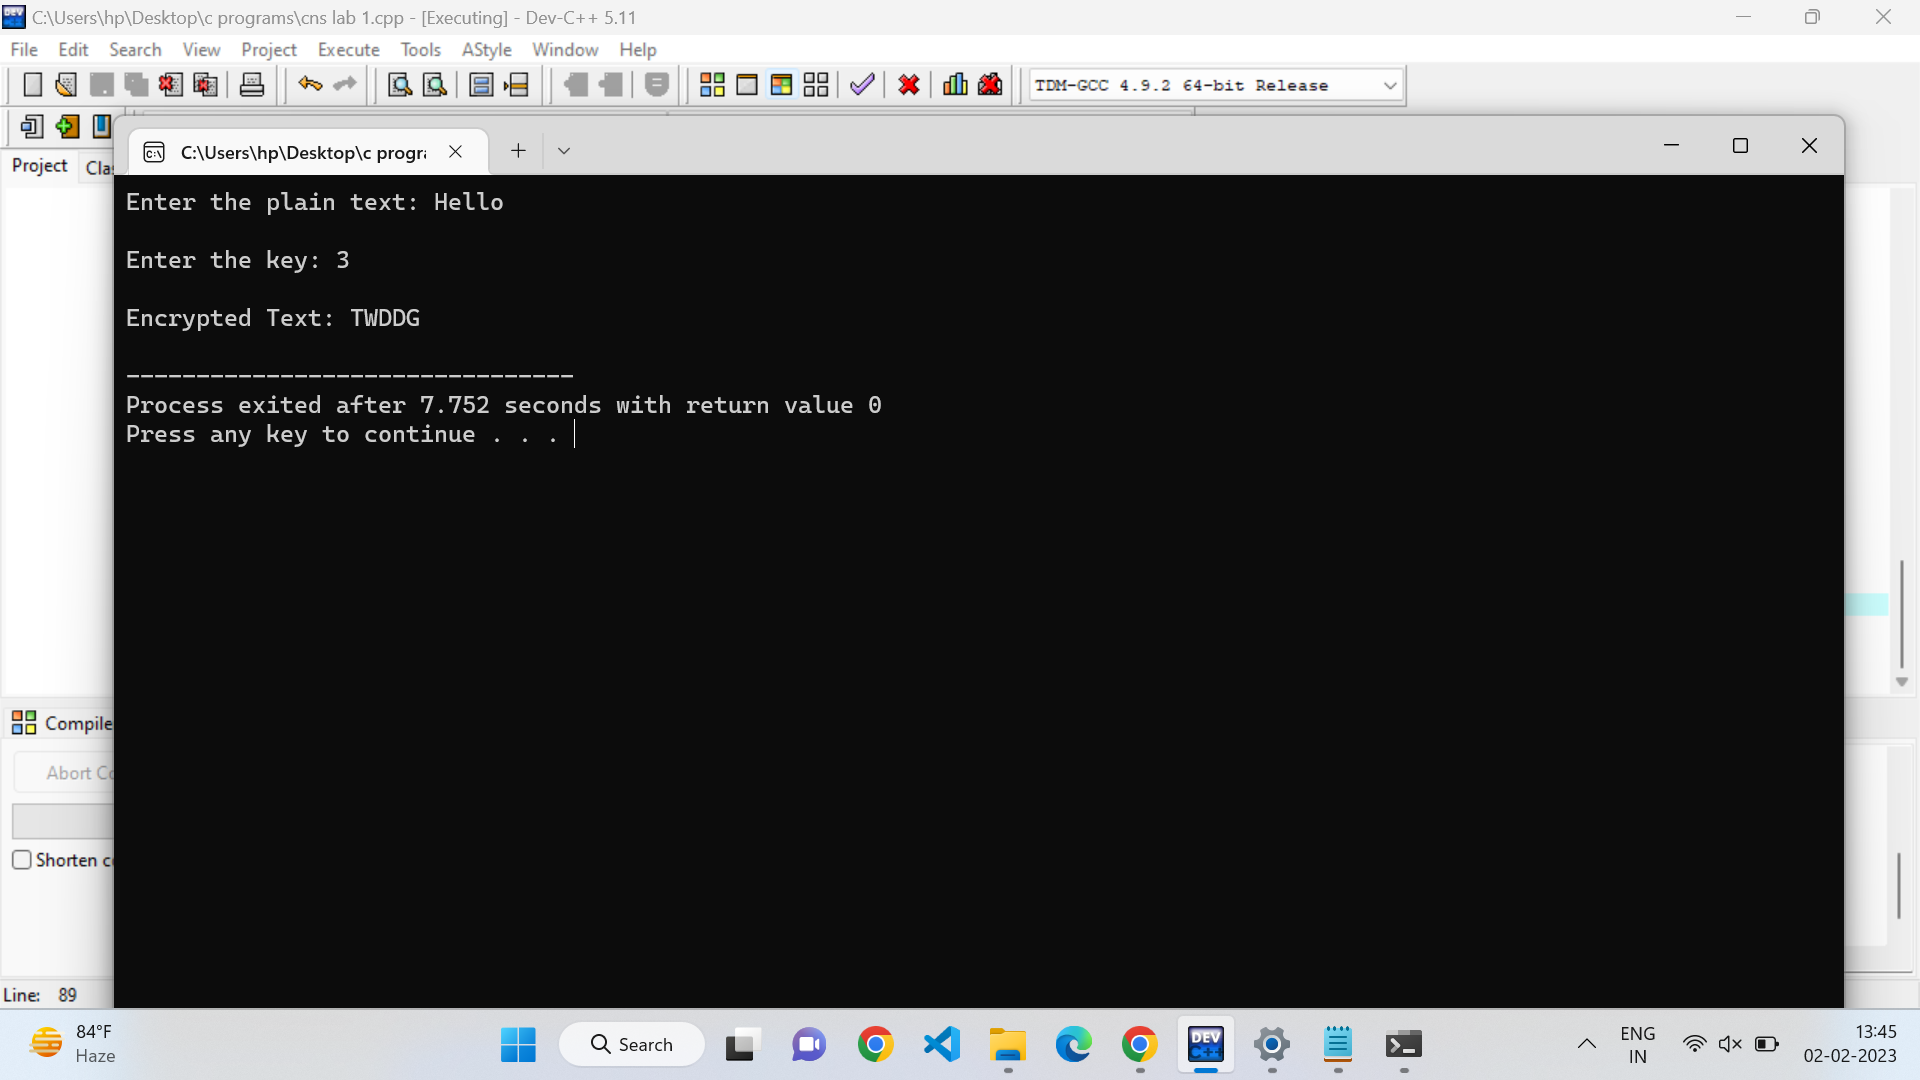 C:\Users\hp\Desktop\c programs\cns lab 1.cpp - [Executing] - Dev-C++ 5.11
File Edit Search View Project Execute Tools AStyle Window Help
TDM-GCC 4.9.2 64-bit Release
Project
C:\Users\hp\Desktop\c progra
Enter the plain text: Hello
Enter the key: 3
Encrypted Text: TWDDG
--------------------------------
Process exited after 7.752 seconds with return value 0
Press any key to continue . . .
Compile
Abort Co
Shorten co
Line: 89
84°F
Haze
Search
DEV
C++
ENG
IN
13:45
02-02-2023